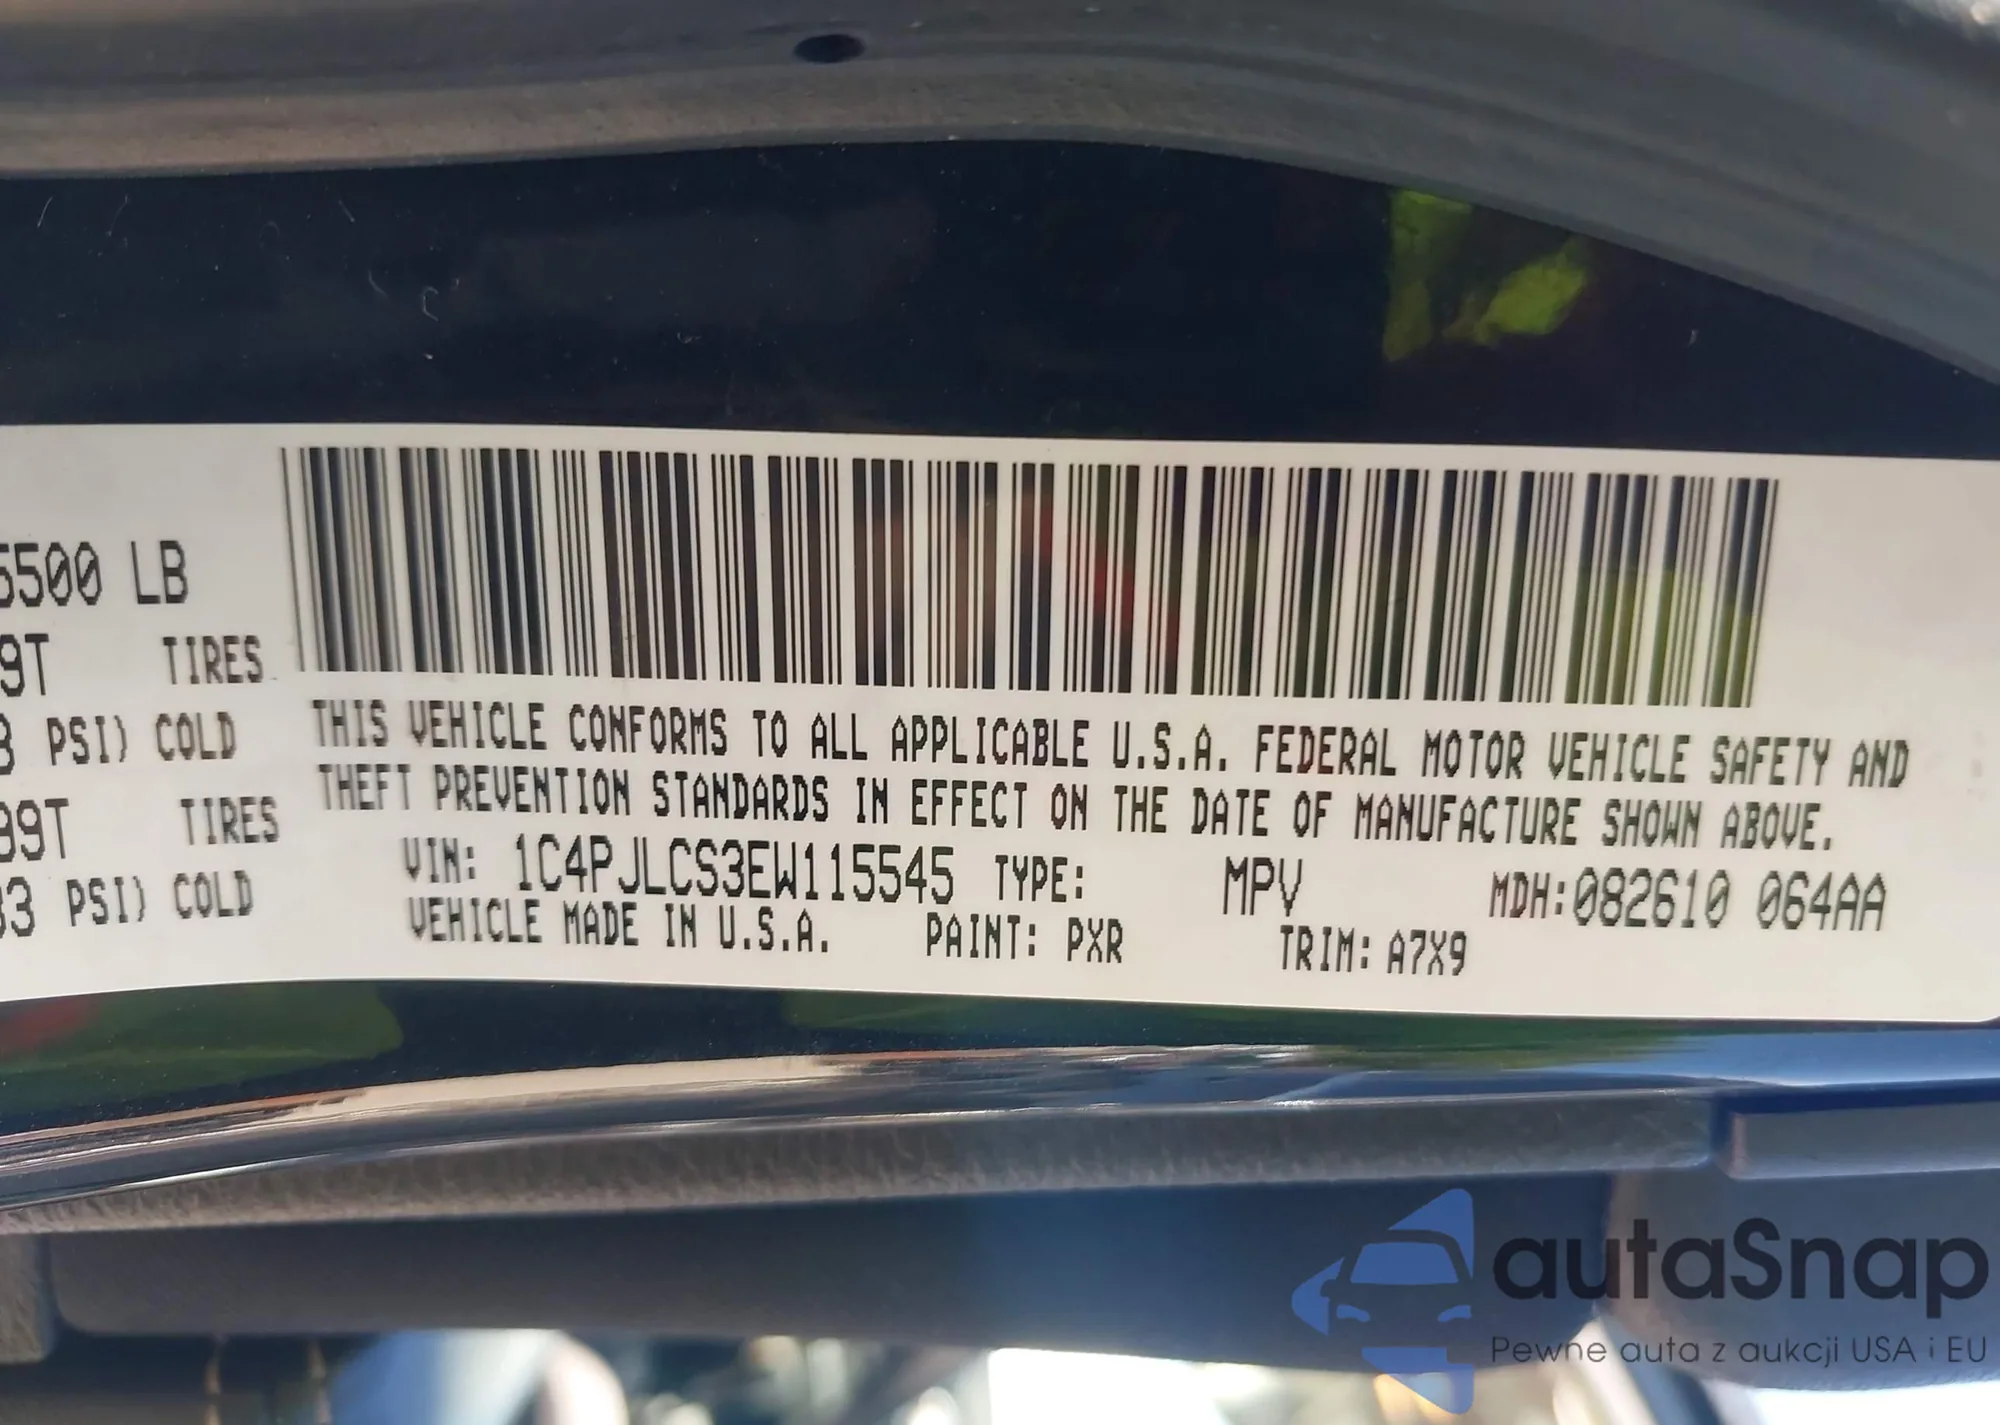 5500 LB
9T TIRES
3 PSI) COLD
99T TIRES
33 PSI) COLD
THIS VEHICLE CONFORMS TO ALL APPLICABLE U.S.A. FEDERAL MOTOR VEHICLE SAFETY AND
THEFT PREVENTION STANDARDS IN EFFECT ON THE DATE OF MANUFACTURE SHOWN ABOVE.
VIN: 1C4PJLCS3EW115545 TYPE: MPV MDH:082610 064AA
VEHICLE MADE IN U.S.A. PAINT: PXR TRIM: A7X9
autaSnap
Pewne auta z aukcji USA i EU